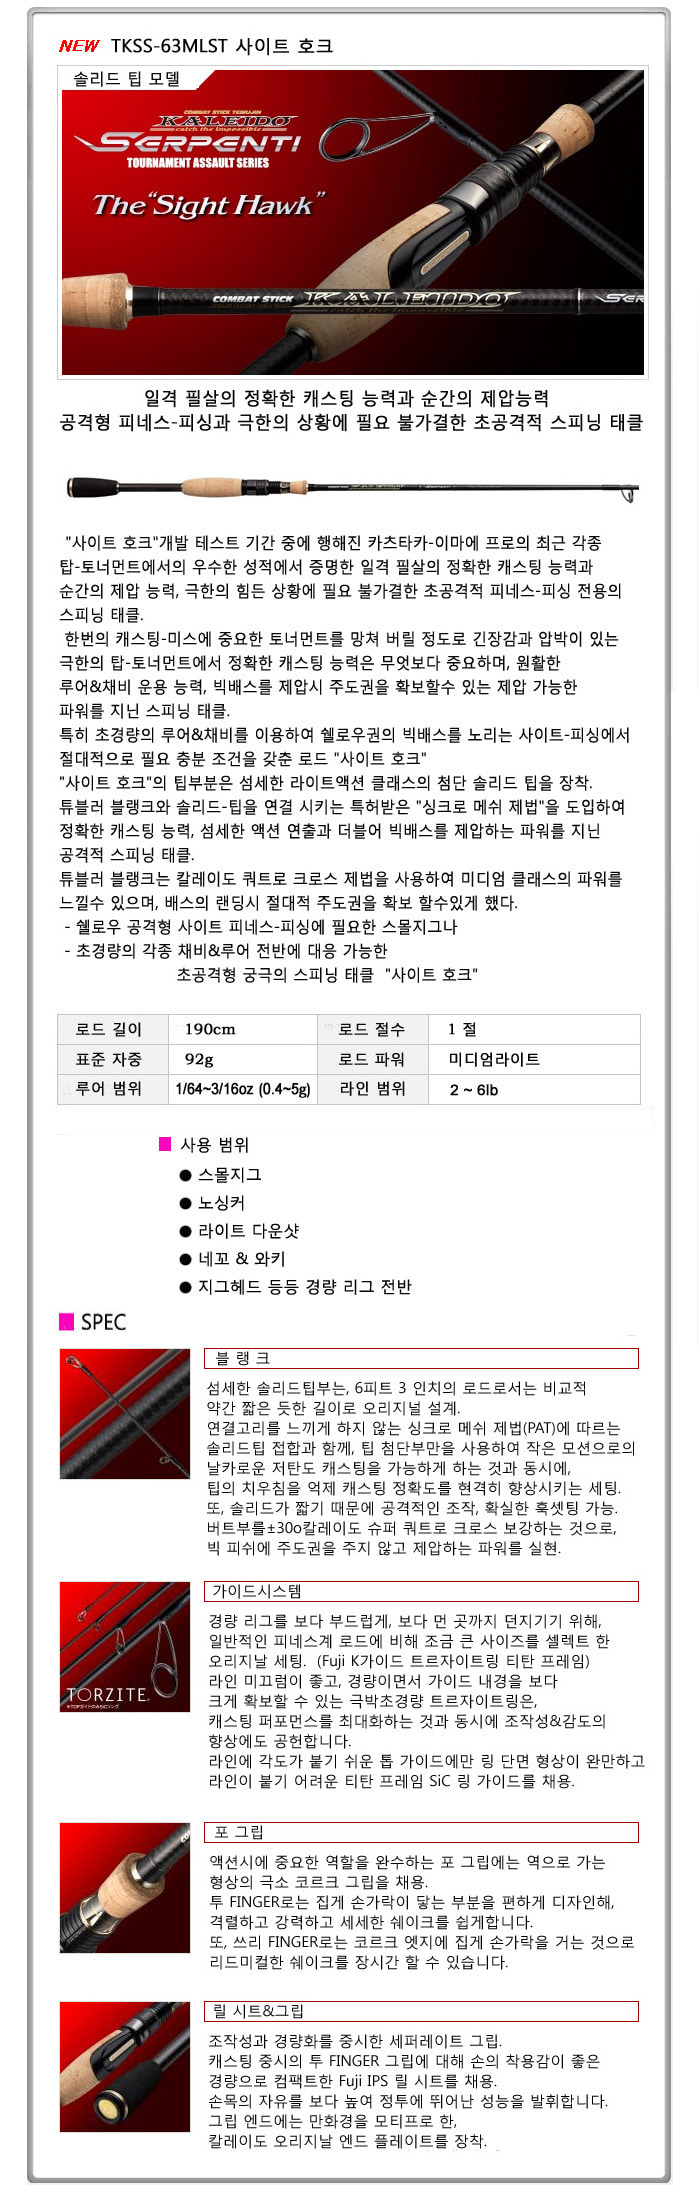 NEW TKSS-63MLST 사이트 호크
솔리드 팁 모델
COMBAT STICK TEMUJIN
KALEIDO
catch the impossible
SERPENTI
TOURNAMENT ASSAULT SERIES
The "Sight Hawk"
COMBAT STICK KALEIDO SERPE
catch the impossible
일격 필살의 정확한 캐스팅 능력과 순간의 제압능력
공격형 피네스-피싱과 극한의 상황에 필요 불가결한 초공격적 스피닝 태클
"사이트 호크"개발 테스트 기간 중에 행해진 카츠타카-이마에 프로의 최근 각종
탑-토너먼트에서의 우수한 성적에서 증명한 일격 필살의 정확한 캐스팅 능력과
순간의 제압 능력, 극한의 힘든 상황에 필요 불가결한 초공격적 피네스-피싱 전용의
스피닝 태클.
한번의 캐스팅-미스에 중요한 토너먼트를 망쳐 버릴 정도로 긴장감과 압박이 있는
극한의 탑-토너먼트에서 정확한 캐스팅 능력은 무엇보다 중요하며, 원활한
루어&채비 운용 능력, 빅배스를 제압시 주도권을 확보할수 있는 제압 가능한
파워를 지닌 스피닝 태클.
특히 초경량의 루어&채비를 이용하여 쉘로우권의 빅배스를 노리는 사이트-피싱에서
절대적으로 필요 충분 조건을 갖춘 로드 "사이트 호크"
"사이트 호크"의 팁부분은 섬세한 라이트액션 클래스의 첨단 솔리드 팁을 장착.
튜블러 블랭크와 솔리드-팁을 연결 시키는 특허받은 "싱크로 메쉬 제법"을 도입하여
정확한 캐스팅 능력, 섬세한 액션 연출과 더블어 빅배스를 제압하는 파워를 지닌
공격적 스피닝 태클.
튜블러 블랭크는 칼레이도 쿼트로 크로스 제법을 사용하여 미디엄 클래스의 파워를
느낄수 있으며, 배스의 랜딩시 절대적 주도권을 확보 할수있게 했다.
- 쉘로우 공격형 사이트 피네스-피싱에 필요한 스몰지그나
- 초경량의 각종 채비&루어 전반에 대응 가능한
초공격형 궁극의 스피닝 태클 "사이트 호크"
로드 길이 190cm 로드 절수 1 절
표준 자중 92g 로드 파워 미디엄라이트
루어 범위 1/64~3/16oz (0.4~5g) 라인 범위 2 ~ 6lb
■ 사용 범위
● 스몰지그
● 노싱커
● 라이트 다운샷
● 네꼬 & 와키
● 지그헤드 등등 경량 리그 전반
■ SPEC
블 랭 크
섬세한 솔리드팁부는, 6피트 3 인치의 로드로서는 비교적
약간 짧은 듯한 길이로 오리지널 설계.
연결고리를 느끼게 하지 않는 싱크로 메쉬 제법(PAT)에 따르는
솔리드팁 접합과 함께, 팁 첨단부만을 사용하여 작은 모션으로의
날카로운 저탄도 캐스팅을 가능하게 하는 것과 동시에,
팁의 치우침을 억제 캐스팅 정확도를 현격히 향상시키는 세팅.
또, 솔리드가 짧기 때문에 공격적인 조작, 확실한 훅셋팅 가능.
버트부를±30o칼레이도 슈퍼 쿼트로 크로스 보강하는 것으로,
빅 피쉬에 주도권을 주지 않고 제압하는 파워를 실현.
가이드시스템
TORZITE
경량 리그를 보다 부드럽게, 보다 먼 곳까지 던지기기 위해,
일반적인 피네스계 로드에 비해 조금 큰 사이즈를 셀렉트 한
오리지날 세팅. (Fuji K가이드 트르자이트링 티탄 프레임)
라인 미끄럼이 좋고, 경량이면서 가이드 내경을 보다
크게 확보할 수 있는 극박초경량 트르자이트링은,
캐스팅 퍼포먼스를 최대화하는 것과 동시에 조작성&감도의
향상에도 공헌합니다.
라인에 각도가 붙기 쉬운 톱 가이드에만 링 단면 형상이 완만하고
라인이 붙기 어려운 티탄 프레임 SiC 링 가이드를 채용.
포 그립
액션시에 중요한 역할을 완수하는 포 그립에는 역으로 가는
형상의 극소 코르크 그립을 채용.
투 FINGER로는 집게 손가락이 닿는 부분을 편하게 디자인해,
격렬하고 강력하고 세세한 쉐이크를 쉽게합니다.
또, 쓰리 FINGER로는 코르크 엣지에 집게 손가락을 거는 것으로
리드미컬한 쉐이크를 장시간 할 수 있습니다.
릴 시트&그립
조작성과 경량화를 중시한 세퍼레이트 그립.
캐스팅 중시의 투 FINGER 그립에 대해 손의 착용감이 좋은
경량으로 컴팩트한 Fuji IPS 릴 시트를 채용.
손목의 자유를 보다 높여 정투에 뛰어난 성능을 발휘합니다.
그립 엔드에는 만화경을 모티프로 한,
칼레이도 오리지날 엔드 플레이트를 장착.